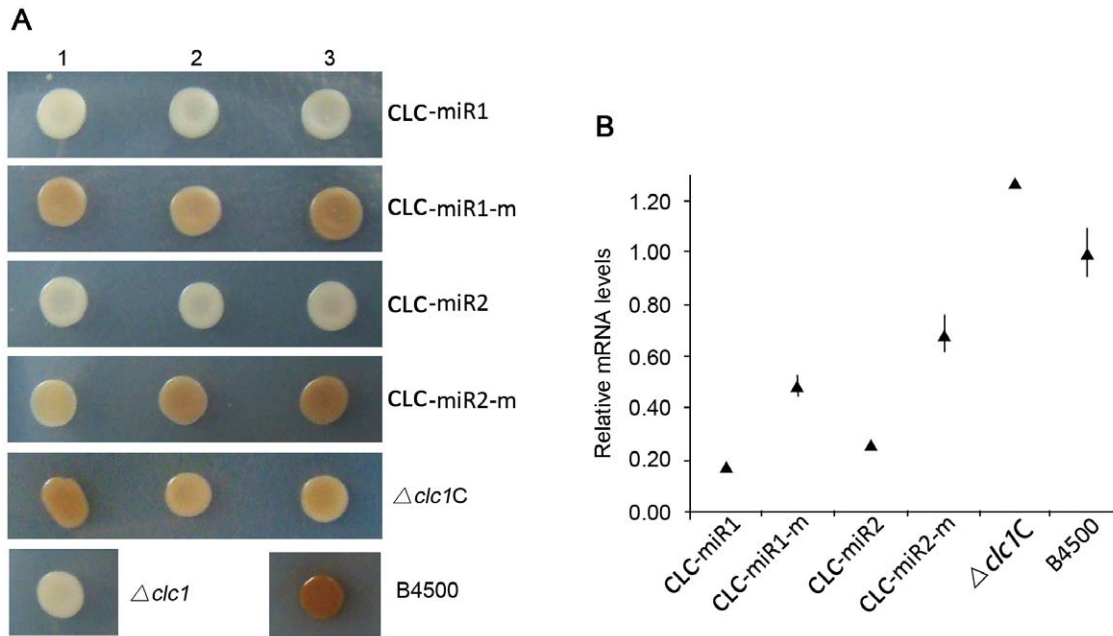 A
1 2 3
CLC-miR1
CLC-miR1-m
CLC-miR2
CLC-miR2-m
△clc1C
△clc1
B4500
B
Relative mRNA levels
1.20
1.00
0.80
0.60
0.40
0.20
0.00
CLC-miR1
CLC-miR1-m
CLC-miR2
CLC-miR2-m
△clc1C
B4500